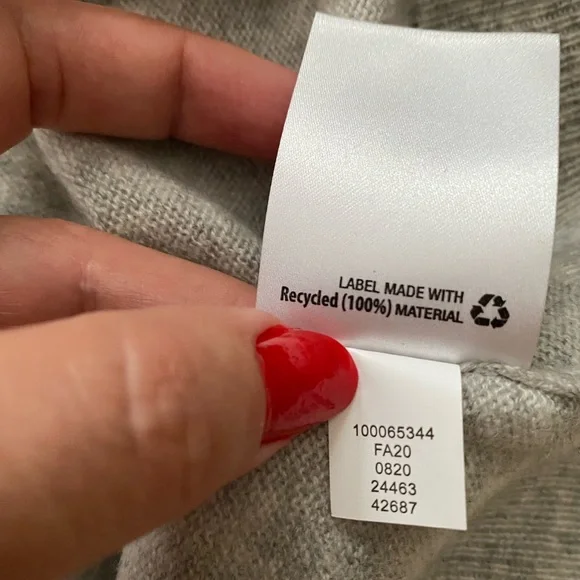 LABEL MADE WITH
Recycled (100%) MATERIAL
100065344
FA20
0820
24463
42687